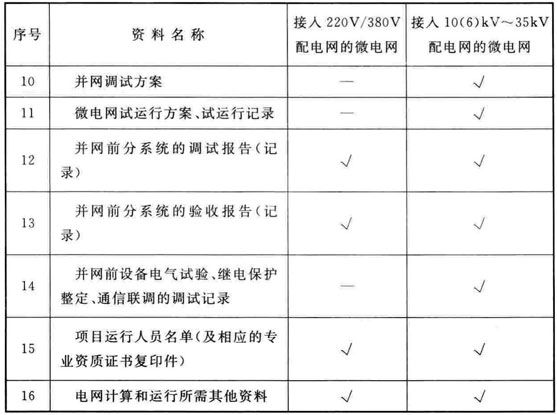 序号 资料名称 接入220V/380V 接入10(6)kV～35kV
配电网的微电网 配电网的微电网
10 并网调试方案 — √
11 微电网试运行方案、试运行记录 — √
12 并网前分系统的调试报告(记
录) √ √
13 并网前分系统的验收报告(记
录) √ √
14 并网前设备电气试验、继电保护
整定、通信联调的调试记录 — √
15 项目运行人员名单(及相应的专
业资质证书复印件) √ √
16 电网计算和运行所需其他资料 √ √